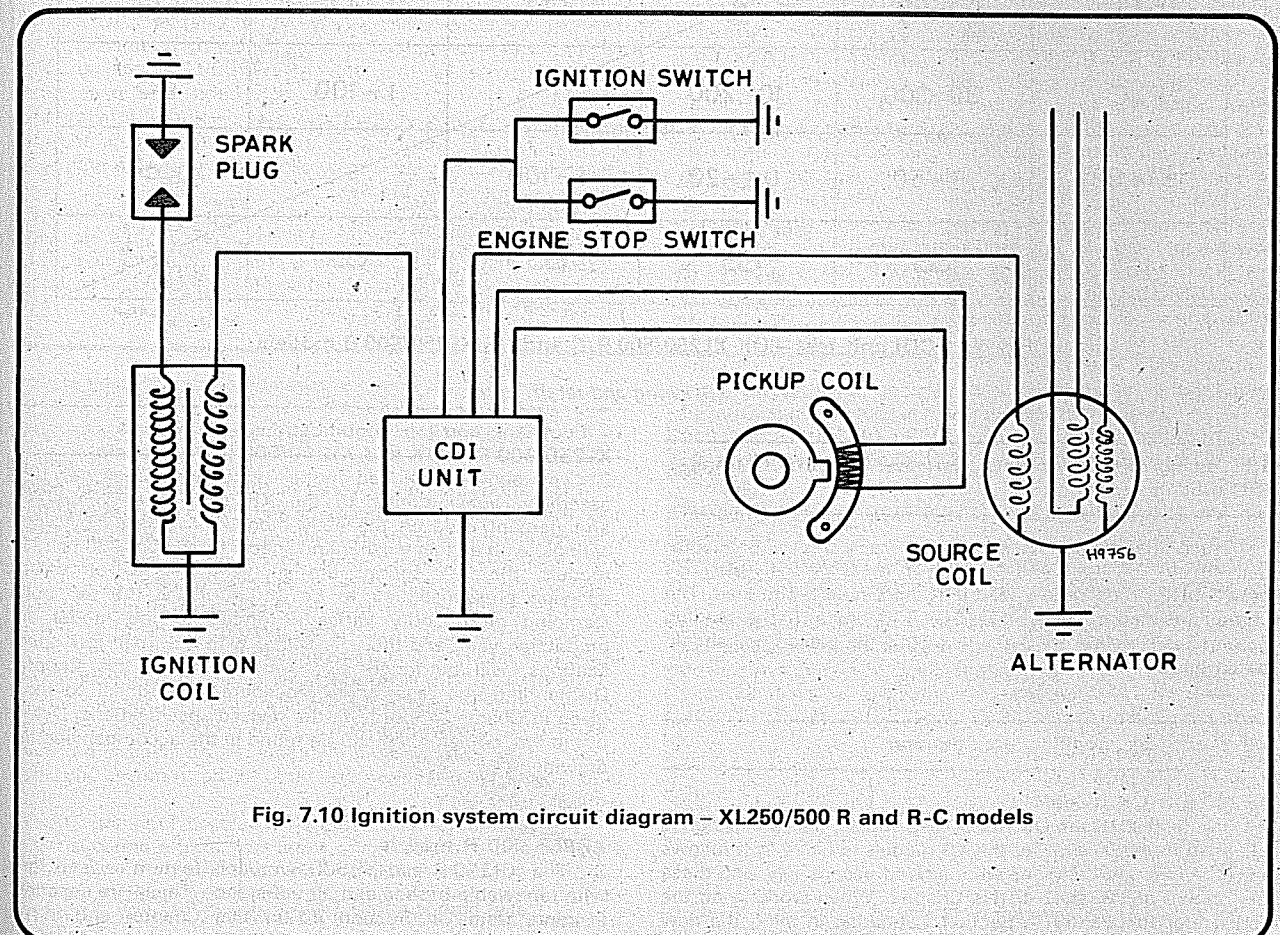 IGNITION SWITCH
SPARK
PLUG
ENGINE STOP SWITCH
PICKUP COIL
CDI
UNIT
SOURCE
COIL
H9756
IGNITION
COIL
ALTERNATOR
Fig. 7.10 Ignition system circuit diagram – XL250/500 R and R-C models